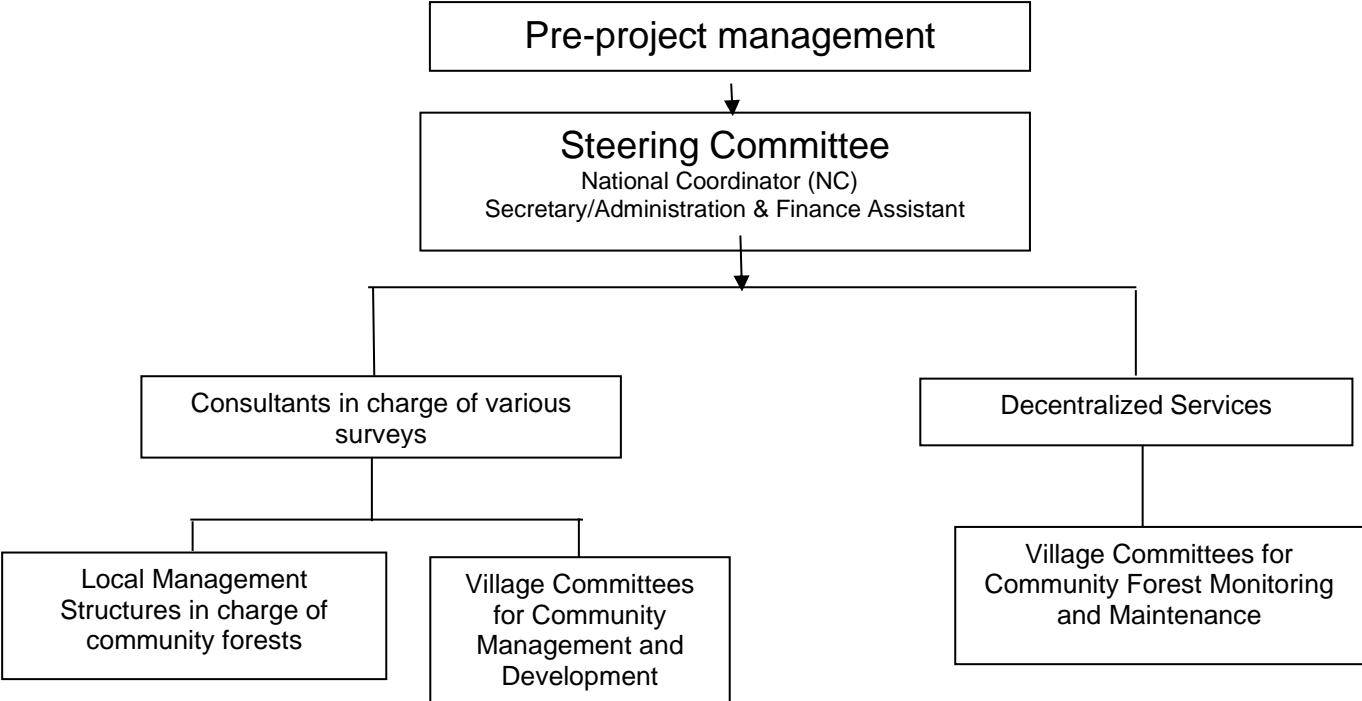 Pre-project management
Steering Committee
National Coordinator (NC)
Secretary/Administration & Finance Assistant
Consultants in charge of various
surveys
Decentralized Services
Local Management
Structures in charge of
community forests
Village Committees
for Community
Management and
Development
Village Committees for
Community Forest Monitoring
and Maintenance